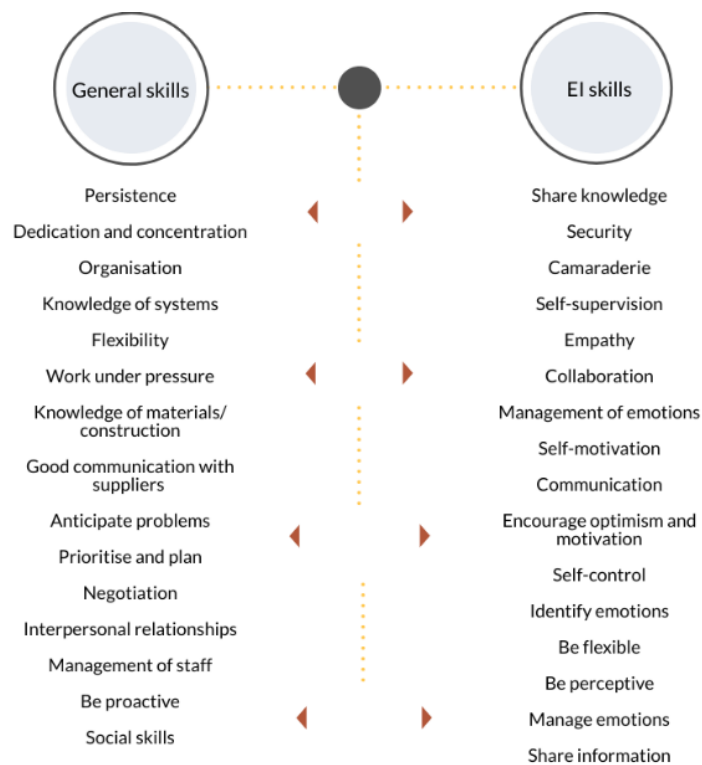 General skills
EI skills
Persistence
Dedication and concentration
Organisation
Knowledge of systems
Flexibility
Work under pressure
Knowledge of materials/
construction
Good communication with
suppliers
Anticipate problems
Prioritise and plan
Negotiation
Interpersonal relationships
Management of staff
Be proactive
Social skills
Share knowledge
Security
Camaraderie
Self-supervision
Empathy
Collaboration
Management of emotions
Self-motivation
Communication
Encourage optimism and
motivation
Self-control
Identify emotions
Be flexible
Be perceptive
Manage emotions
Share information